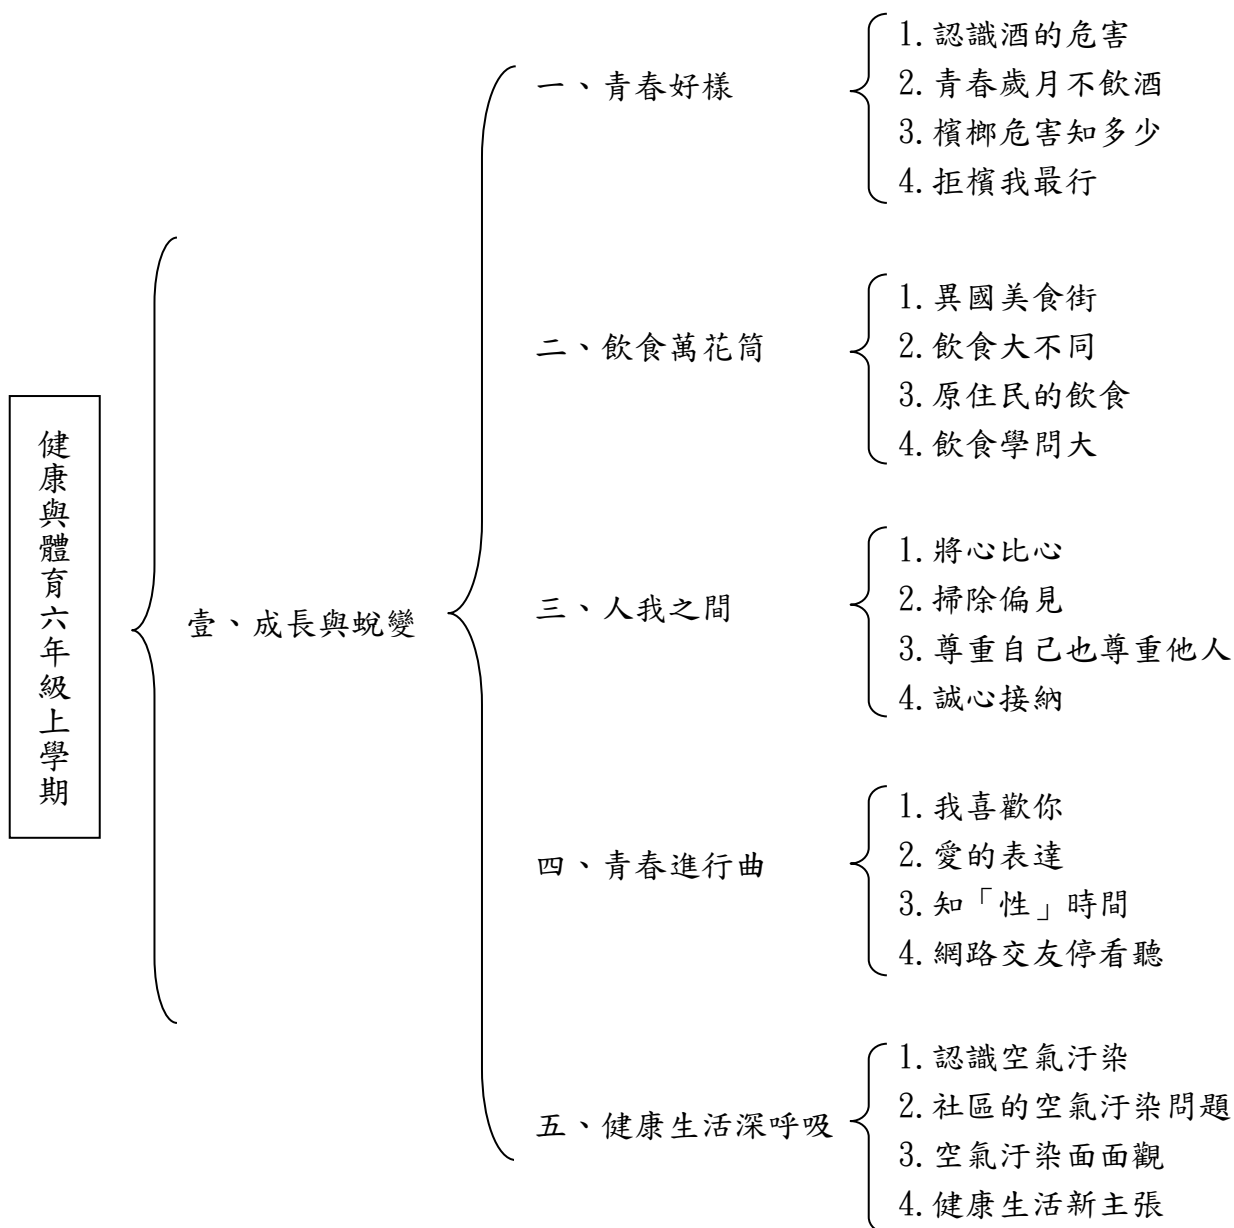 健康與體育六年級上學期
壹、成長與蛻變
一、青春好樣
1.認識酒的危害
2.青春歲月不飲酒
3.檳榔危害知多少
4.拒檳我最行
二、飲食萬花筒
1.異國美食街
2.飲食大不同
3.原住民的飲食
4.飲食學問大
三、人我之間
1.將心比心
2.掃除偏見
3.尊重自己也尊重他人
4.誠心接納
四、青春進行曲
1.我喜歡你
2.愛的表達
3.知「性」時間
4.網路交友停看聽
五、健康生活深呼吸
1.認識空氣汙染
2.社區的空氣汙染問題
3.空氣汙染面面觀
4.健康生活新主張